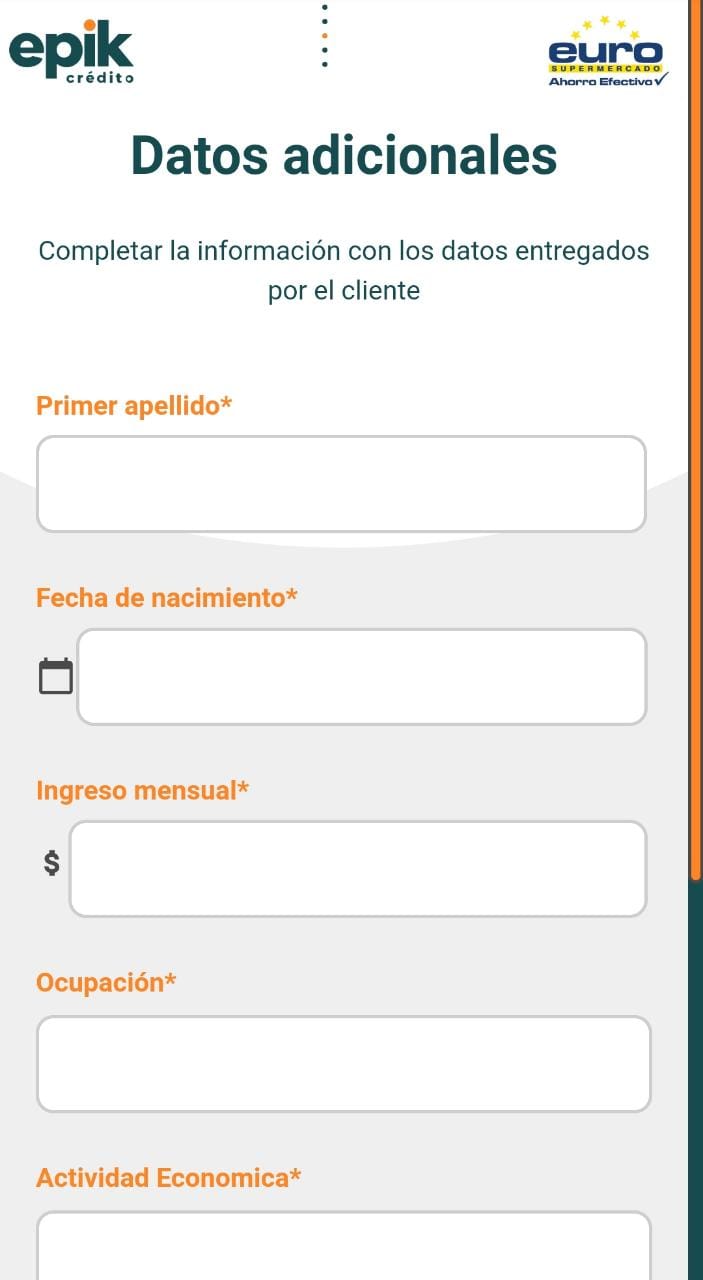 epik
crédito
euro
SUPERMERCADO
Ahorro Efectivo
Datos adicionales
Completar la información con los datos entregados
por el cliente
Primer apellido*
Fecha de nacimiento*
Ingreso mensual*
$
Ocupación*
Actividad Economica*